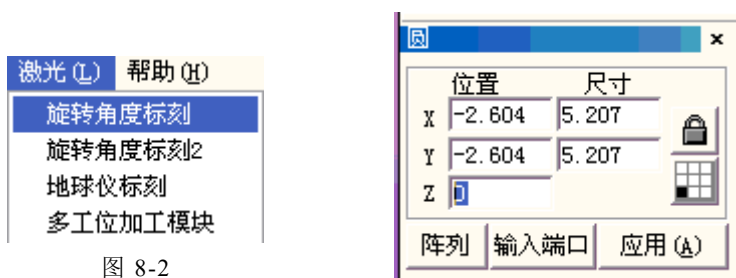 激光(L) 帮助(H)
旋转角度标刻
旋转角度标刻2
地球仪标刻
多工位加工模块
图 8-2
圆
位置 尺寸
X -2.604 5.207
Y -2.604 5.207
Z 0
阵列 输入端口 应用(A)